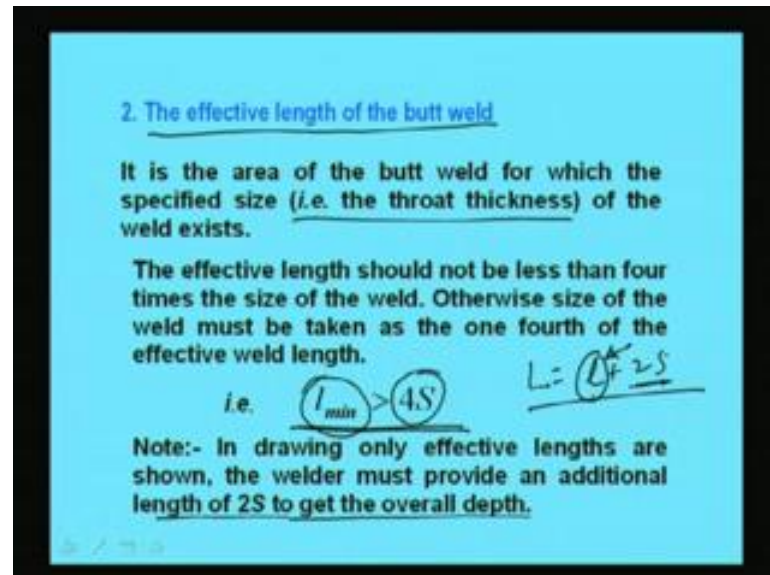 2. The effective length of the butt weld
It is the area of the butt weld for which the
specified size (i.e. the throat thickness) of the
weld exists.
The effective length should not be less than four
times the size of the weld. Otherwise size of the
weld must be taken as the one fourth of the
effective weld length.
i.e. l min > 4S
L = l + 2S
Note:- In drawing only effective lengths are
shown, the welder must provide an additional
length of 2S to get the overall depth.